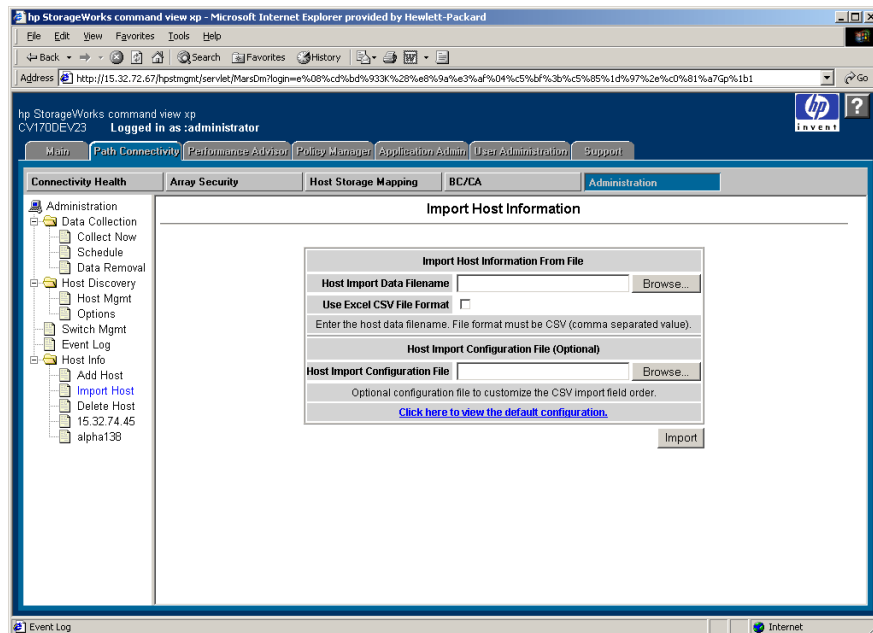 hp StorageWorks command view xp - Microsoft Internet Explorer provided by Hewlett-Packard
File Edit View Favorites Tools Help
Back Search Favorites History
Address http://15.32.72.67/hpstmgmt/servlet/MarsDm?login=e%08%cd%bd%933K%28%e8%9a%e3%af%04%c5%bf%3b%c5%85%1d%97%2e%c0%81%a7Gp%1b1 Go
hp StorageWorks command view xp
CV170DEV23 Logged in as :administrator
hp invent ?
Main Path Connectivity Performance Advisor Policy Manager Application Admin User Administration Support
Connectivity Health Array Security Host Storage Mapping BC/CA Administration
Administration
Data Collection
Collect Now
Schedule
Data Removal
Host Discovery
Host Mgmt
Options
Switch Mgmt
Event Log
Host Info
Add Host
Import Host
Delete Host
15.32.74.45
alpha138
Import Host Information
Import Host Information From File
Host Import Data Filename Browse...
Use Excel CSV File Format
Enter the host data filename. File format must be CSV (comma separated value).
Host Import Configuration File (Optional)
Host Import Configuration File Browse...
Optional configuration file to customize the CSV import field order.
Click here to view the default configuration.
Import
Event Log Internet